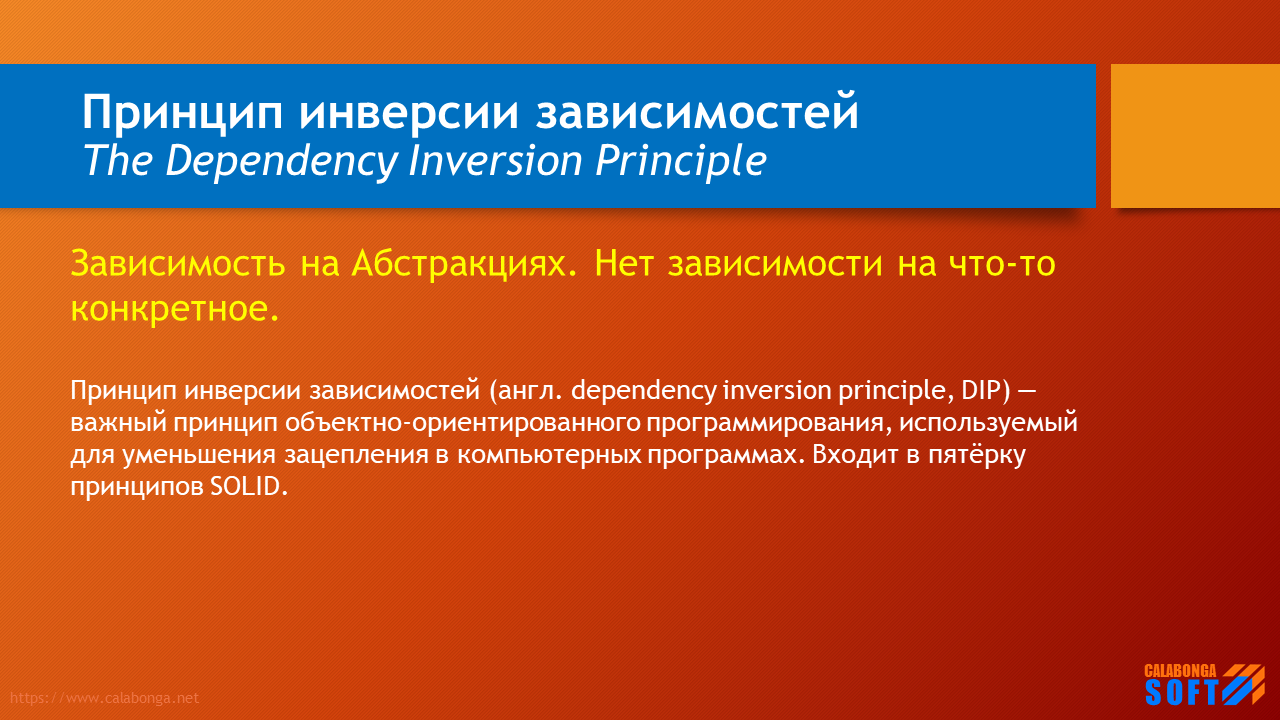 Принцип инверсии зависимостей
The Dependency Inversion Principle
Зависимость на Абстракциях. Нет зависимости на что-то
конкретное.
Принцип инверсии зависимостей (англ. dependency inversion principle, DIP) —
важный принцип объектно-ориентированного программирования, используемый
для уменьшения зацепления в компьютерных программах. Входит в пятёрку
принципов SOLID.
CALABONGA
SOFT
https://www.calabonga.net